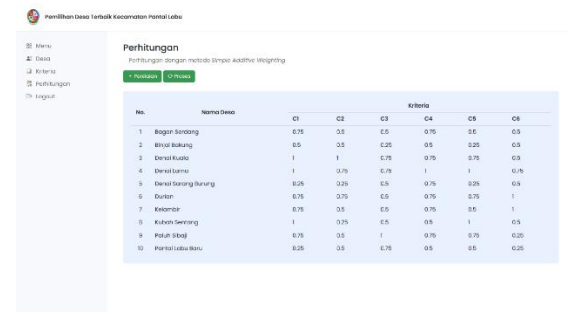 Pemilihan Desa Terbaik Kecamatan Pantai Labu
Menu
Desa
Kriteria
Perhitungan
Logout
Perhitungan
Perhitungan dengan metode Simple Additive Weighting
+ Penilaian Proses
No. Nama Desa Kriteria
C1 C2 C3 C4 C5 C6
1 Bagan Serdang 0.75 0.5 0.5 0.75 0.5 0.5
2 Binjai Bakung 0.5 0.5 0.25 0.5 0.25 0.5
3 Denai Kuala 1 1 0.75 0.75 0.75 0.5
4 Denai Lama 1 0.75 0.75 1 1 0.75
5 Denai Sarang Burung 0.25 0.25 0.5 0.75 0.25 0.5
6 Durian 0.75 0.75 0.5 0.75 0.75 1
7 Kelambir 0.75 0.5 0.5 0.75 0.5 1
8 Kubah Sentang 1 0.25 0.5 0.5 1 0.5
9 Paluh Sibaji 0.75 0.5 1 0.75 0.75 0.25
10 Pantai Labu Baru 0.25 0.5 0.75 0.5 0.5 0.25